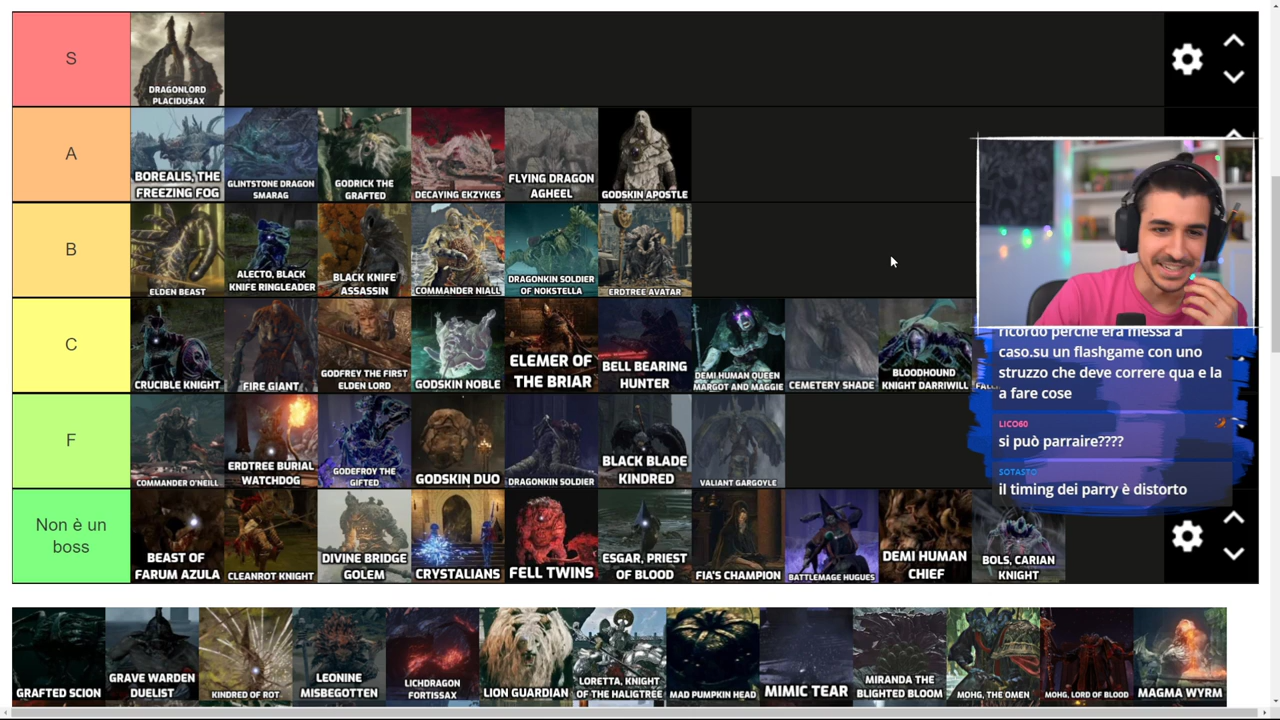 S
DRAGONLORD
PLACIDUSAX
A
BOREALIS, THE
FREEZING FOG
GLINTSTONE DRAGON
SMARAG
GODRICK THE
GRAFTED
DECAYING EKZYKES
FLYING DRAGON
AGHEEL
GODSKIN APOSTLE
B
ELDEN BEAST
ALECTO, BLACK
KNIFE RINGLEADER
BLACK KNIFE
ASSASSIN
COMMANDER NIALL
DRAGONKIN SOLDIER
OF NOKSTELLA
ERDTREE AVATAR
C
CRUCIBLE KNIGHT
FIRE GIANT
GODFREY THE FIRST
ELDEN LORD
GODSKIN NOBLE
ELEMER OF
THE BRIAR
BELL BEARING
HUNTER
DEMI HUMAN QUEEN
MARGOT AND MAGGIE
CEMETERY SHADE
BLOODHOUND
KNIGHT DARRIWILL
F
COMMANDER O'NEILL
ERDTREE BURIAL
WATCHDOG
GODEFROY THE
GIFTED
GODSKIN DUO
DRAGONKIN SOLDIER
BLACK BLADE
KINDRED
VALIANT GARGOYLE
Non è un
boss
BEAST OF
FARUM AZULA
CLEANROT KNIGHT
DIVINE BRIDGE
GOLEM
CRYSTALIANS
FELL TWINS
ESGAR, PRIEST
OF BLOOD
FIA'S CHAMPION
BATTLEMAGE HUGUES
DEMI HUMAN
CHIEF
BOLS, CARIAN
KNIGHT
ricordo perché era messa a
caso.su un flashgame con uno
struzzo che deve correre qua e la
a fare cose
LICO60
si può parraire????
SOTASTO
il timing dei parry è distorto
GRAFTED SCION
GRAVE WARDEN
DUELIST
KINDRED OF ROT
LEONINE
MISBEGOTTEN
LICHDRAGON
FORTISSAX
LION GUARDIAN
LORETTA, KNIGHT
OF THE HALIGTREE
MAD PUMPKIN HEAD
MIMIC TEAR
MIRANDA THE
BLIGHTED BLOOM
MOHG, THE OMEN
MOHG, LORD OF BLOOD
MAGMA WYRM